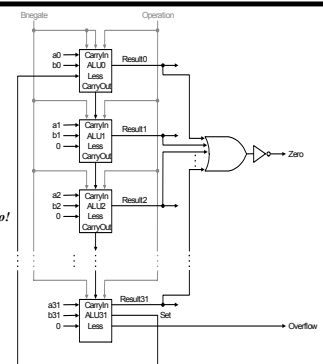 Bnegate Operation
a0 CarryIn Result0
b0 ALU0
Less
CarryOut
a1 CarryIn Result1
b1 ALU1
0 Less
CarryOut
Zero
a2 CarryIn Result2
b2 ALU2
0 Less
CarryOut
o!
a31 CarryIn Result31
b31 ALU31 Set
0 Less Overflow